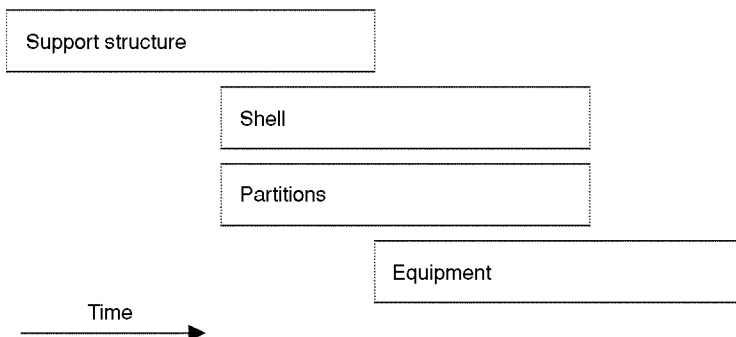 Support structure
Shell
Partitions
Equipment
Time